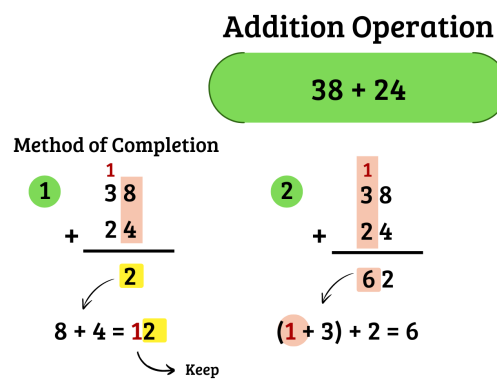 Addition Operation
38 + 24
Method of Completion
1
1
38
+ 24
2
8 + 4 = 12
Keep
2
1
38
+ 24
62
(1 + 3) + 2 = 6